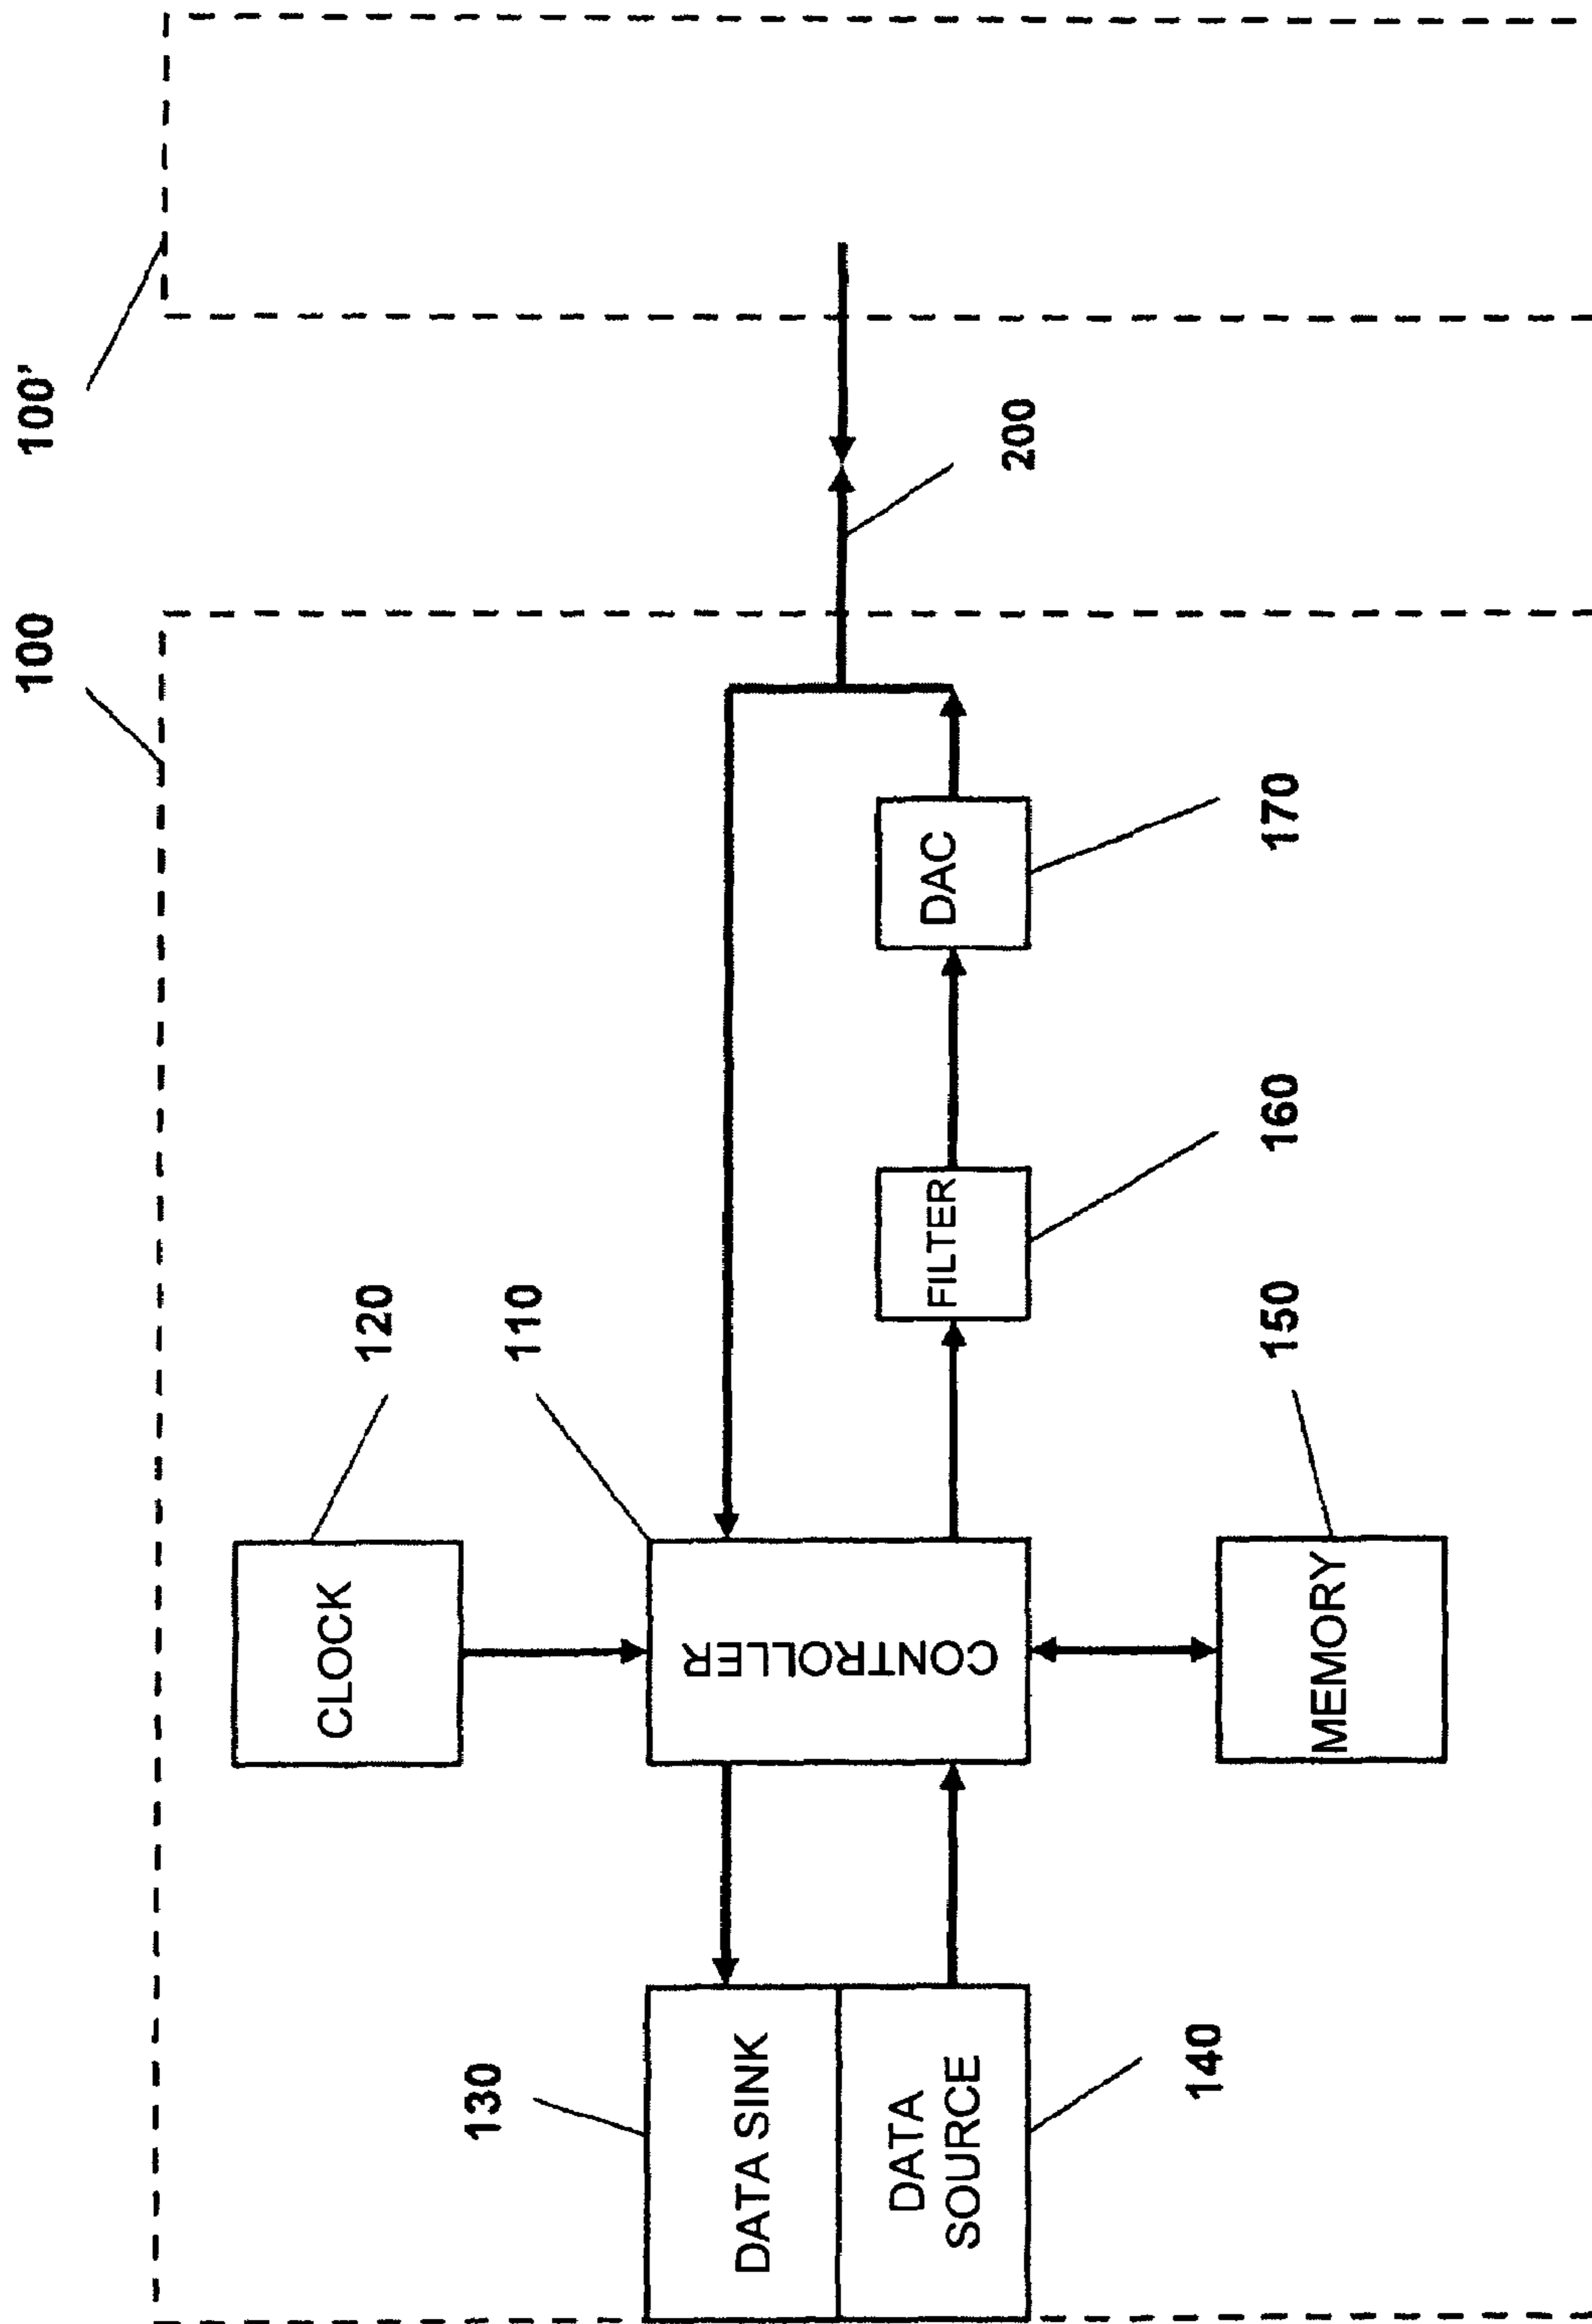 100
100'
120
CLOCK
110
CONTROLLER
130
DATA SINK
DATA
SOURCE
140
MEMORY
150
FILTER
160
DAC
170
200